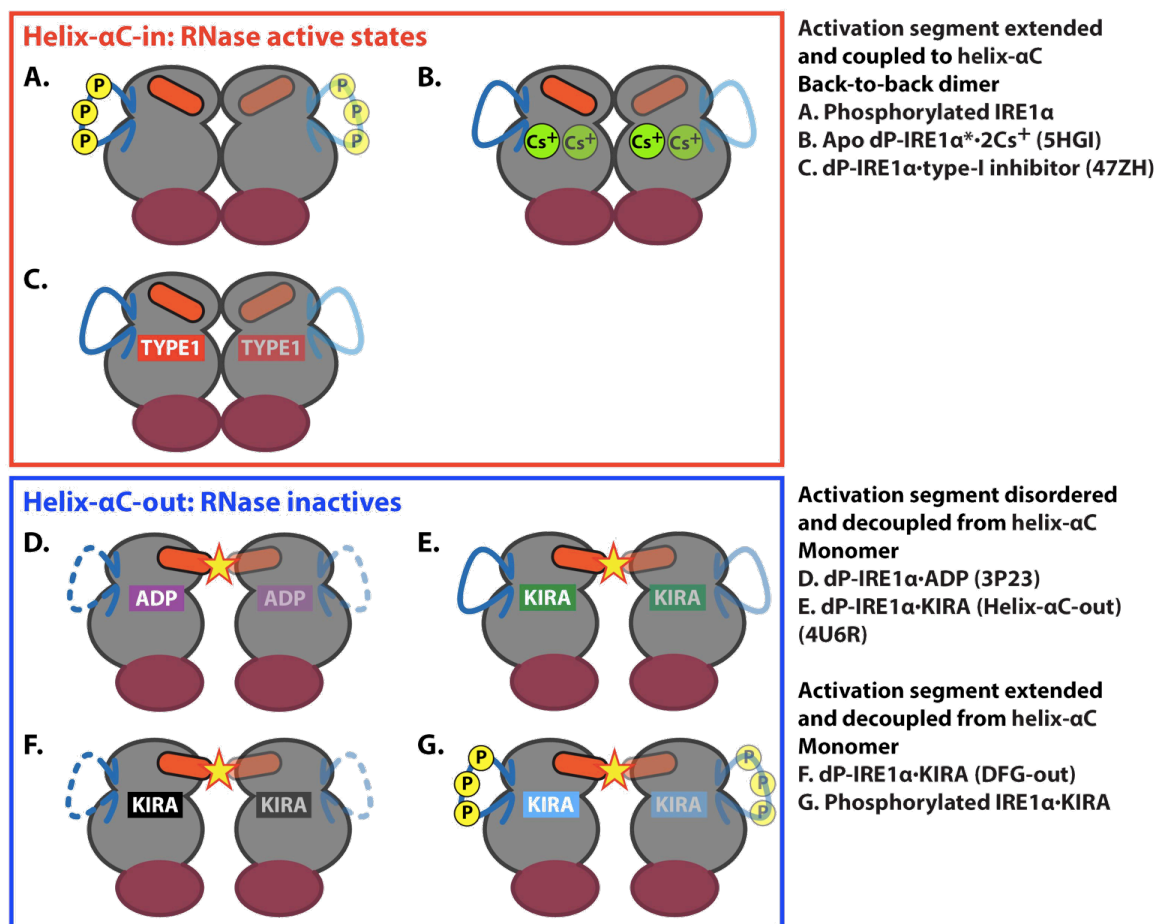 Helix-αC-in: RNase active states
A.
P
P
P
P
P
P
B.
Cs+
Cs+
Cs+
Cs+
C.
TYPE1
TYPE1
Activation segment extended
and coupled to helix-αC
Back-to-back dimer
A. Phosphorylated IRE1α
B. Apo dP-IRE1α*·2Cs+ (5HGI)
C. dP-IRE1α·type-I inhibitor (47ZH)
Helix-αC-out: RNase inactives
D.
ADP
ADP
E.
KIRA
KIRA
F.
KIRA
KIRA
G.
P
P
P
KIRA
KIRA
P
P
P
Activation segment disordered
and decoupled from helix-αC
Monomer
D. dP-IRE1α·ADP (3P23)
E. dP-IRE1α·KIRA (Helix-αC-out)
(4U6R)
Activation segment extended
and decoupled from helix-αC
Monomer
F. dP-IRE1α·KIRA (DFG-out)
G. Phosphorylated IRE1α·KIRA